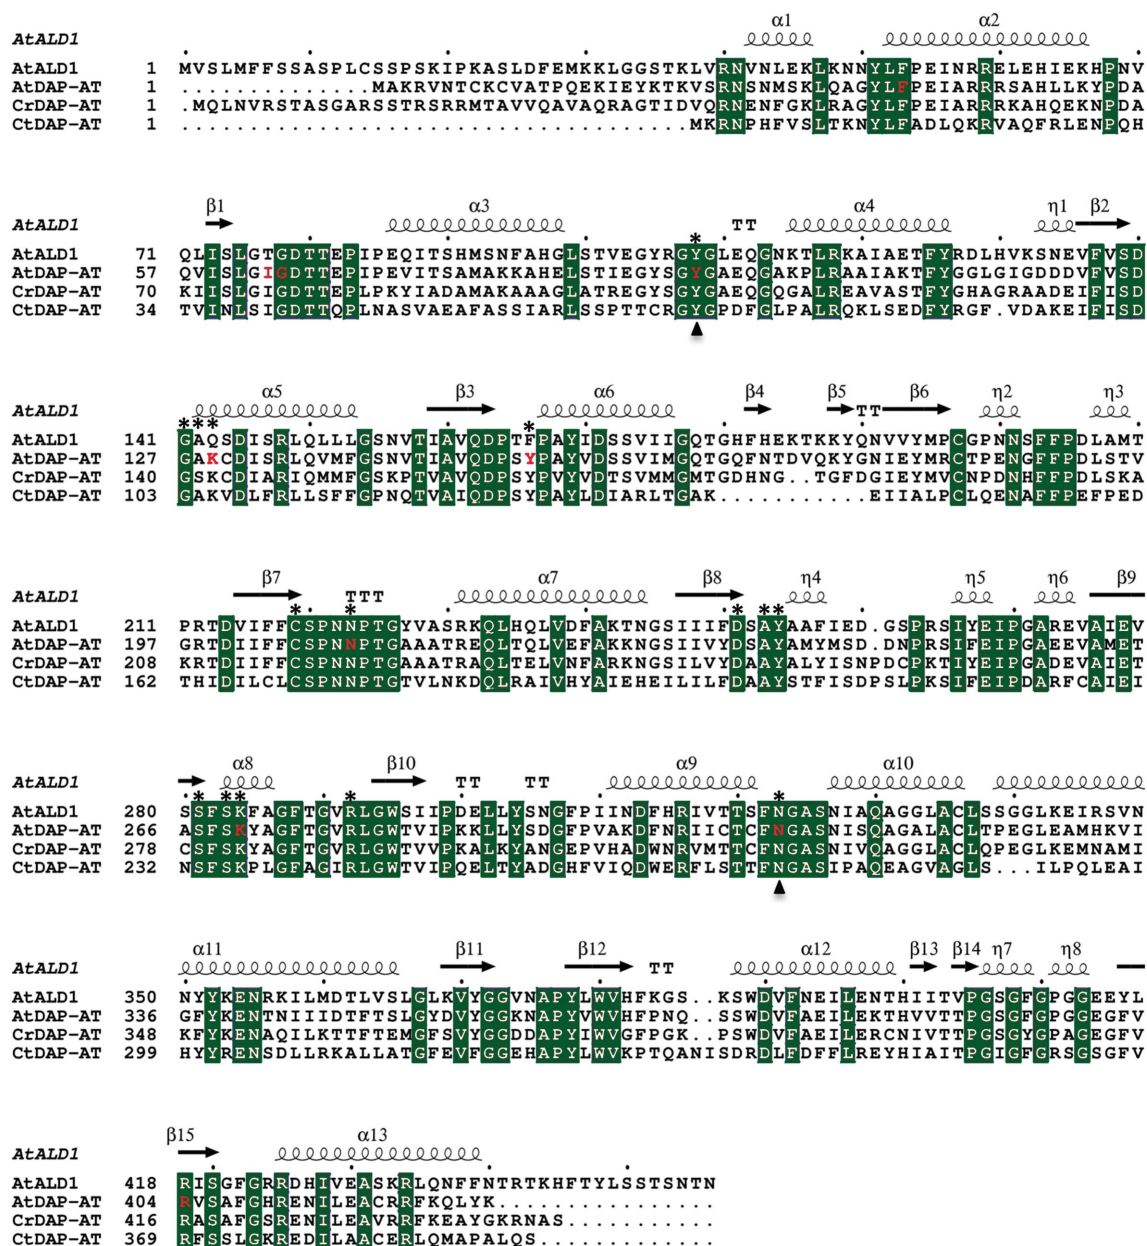 α1 α2
AtALD1
AtALD1 1 MVSLMFFSSASPLCSSPSKIPKASLDFEMKKLGGSTKLVRNVNLEKLKNNYLFPEINRRELEHIEKHPNV
AtDAP-AT 1 ..............MAKRVNTCKCVATPQEKIEYKTKVSRNSNMSKLQAGYLFPEIARRRSAHLLKYPDA
CrDAP-AT 1 .MQLNVRSTASGARSSTRSRRMTAVVQAVAQRAGTIDVQRNENFGKLRAGYLFPEIARRRKAHQEKNPDA
CtDAP-AT 1 .....................................MKRNPHFVSLTKNYLFADLQKRVAQFRLENPQH
β1 α3 * TT α4 η1 β2
AtALD1
AtALD1 71 QLISLGTGDTTEPIPEQITSHMSNFAHGLSTVEGYRGYGLEQGNKTLRKAIAETFYRDLHVKSNEVFVSD
AtDAP-AT 57 QVISLGIGDTTEPIPEVITSAMAKKAHELSTIEGYSGYGAEQGAKPLRAAIAKTFYGGLGIGDDDVFVSD
CrDAP-AT 70 KIISLGIGDTTEPLPKYIADAMAKAAAGLATREGYSGYGAEQGQGALREAVASTFYGHAGRAADEIFISD
CtDAP-AT 34 TVINLSIGDTTQPLNASVAEAFASSIARLSSPTTCRGYGPDFGLPALRQKLSEDFYRGF.VDAKEIFISD
α5 β3 α6 β4 β5 β6 η2 η3
AtALD1 *** * TT
AtALD1 141 GAQSDISRLQLLLGSNVTIAVQDPTFPAYIDSSVIIGQTGHFHEKTKKYQNVVYMPCGPNNSFFPDLAMT
AtDAP-AT 127 GAKCDISRLQVMFGSNVTIAVQDPSYPAYVDSSVIMGQTGQFNTDVQKYGNIEYMRCTPENGFFPDLSTV
CrDAP-AT 140 GSKCDIARIQMMFGSKPTVAVQDPSYPVYVDTSVMMGMTGDHNG..TGFDGIEYMVCNPDNHFFPDLSKA
CtDAP-AT 103 GAKVDLFRLLSFFGPNQTVAIQDPSYPAYLDIARLTGAK...........EIIALPCLQENAFFPEFPED
β7 TTT α7 β8 η4 η5 η6 β9
AtALD1 * * * **
AtALD1 211 PRTDVIFFCSPNNPTGYVASRKQLHQLVDFAKTNGSIIIFDSAYAAFIED.GSPRSIYEIPGAREVAIEV
AtDAP-AT 197 GRTDIIFFCSPNNPTGAAATREQLTQLVEFAKKNGSIIVYDSAYAMYMSD.DNPRSIFEIPGAEEVAMET
CrDAP-AT 208 KRTDIIFFCSPNNPTGAAATRAQLTELVNFARKNGSILVYDAAYALYISNPDCPKTIYEIPGADEVAIET
CtDAP-AT 162 THIDILCLCSPNNPTGTVLNKDQLRAIVHYAIEHEILILFDAAYSTFISDPSLPKSIFEIPDARFCAIEI
α8 β10 TT TT α9 α10
AtALD1 * ** * *
AtALD1 280 SSFSKFAGFTGVRLGWSIIPDELLYSNGFPIINDFHRIVTTSFNGASNIAQAGGLACLSSGGLKEIRSVN
AtDAP-AT 266 ASFSKYAGFTGVRLGWTVIPKKLLYSDGFPVAKDFNRIICTCFNGASNISQAGALACLTPEGLEAMHKVI
CrDAP-AT 278 CSFSKYAGFTGVRLGWTVVPKALKYANGEPVHADWNRVMTTCFNGASNIVQAGGLACLQPEGLKEMNAMI
CtDAP-AT 232 NSFSKPLGFAGIRLGWTVIPQELTYADGHFVIQDWERFLSTTFNGASIPAQEAGVAGLS...ILPQLEAI
α11 β11 β12 α12 β13 β14 η7 η8
AtALD1 TT
AtALD1 350 NYYKENRKILMDTLVSLGLKVYGGVNAPYLWVHFKGS..KSWDVFNEILENTHIITVPGSGFGPGGEEYL
AtDAP-AT 336 GFYKENTNIIIDTFTSLGYDVYGGKNAPYVWVHFPNQ..SSWDVFAEILEKTHVVTTPGSGFGPGGEGFV
CrDAP-AT 348 KFYKENAQILKTTFTEMGFSVYGGDDAPYIWVGFPGK..PSWDVFAEILERCNIVTTPGSGYGPAGEGFV
CtDAP-AT 299 HYYRENSDLLRKALLATGFEVFGGEHAPYLWVKPTQANISDRDLFDFFLREYHIAITPGIGFGRSGSGFV
β15 α13
AtALD1
AtALD1 418 RISGFGRRDHIVEASKRLQNFFNTRTKHFTYLSSTSNTN
AtDAP-AT 404 RVSAFGHRENILEACRRFKQLYK................
CrDAP-AT 416 RASAFGSRENILEAVRRFKEAYGKRNAS...........
CtDAP-AT 369 RFSSLGKREDILAACERLQMAPALQS.............